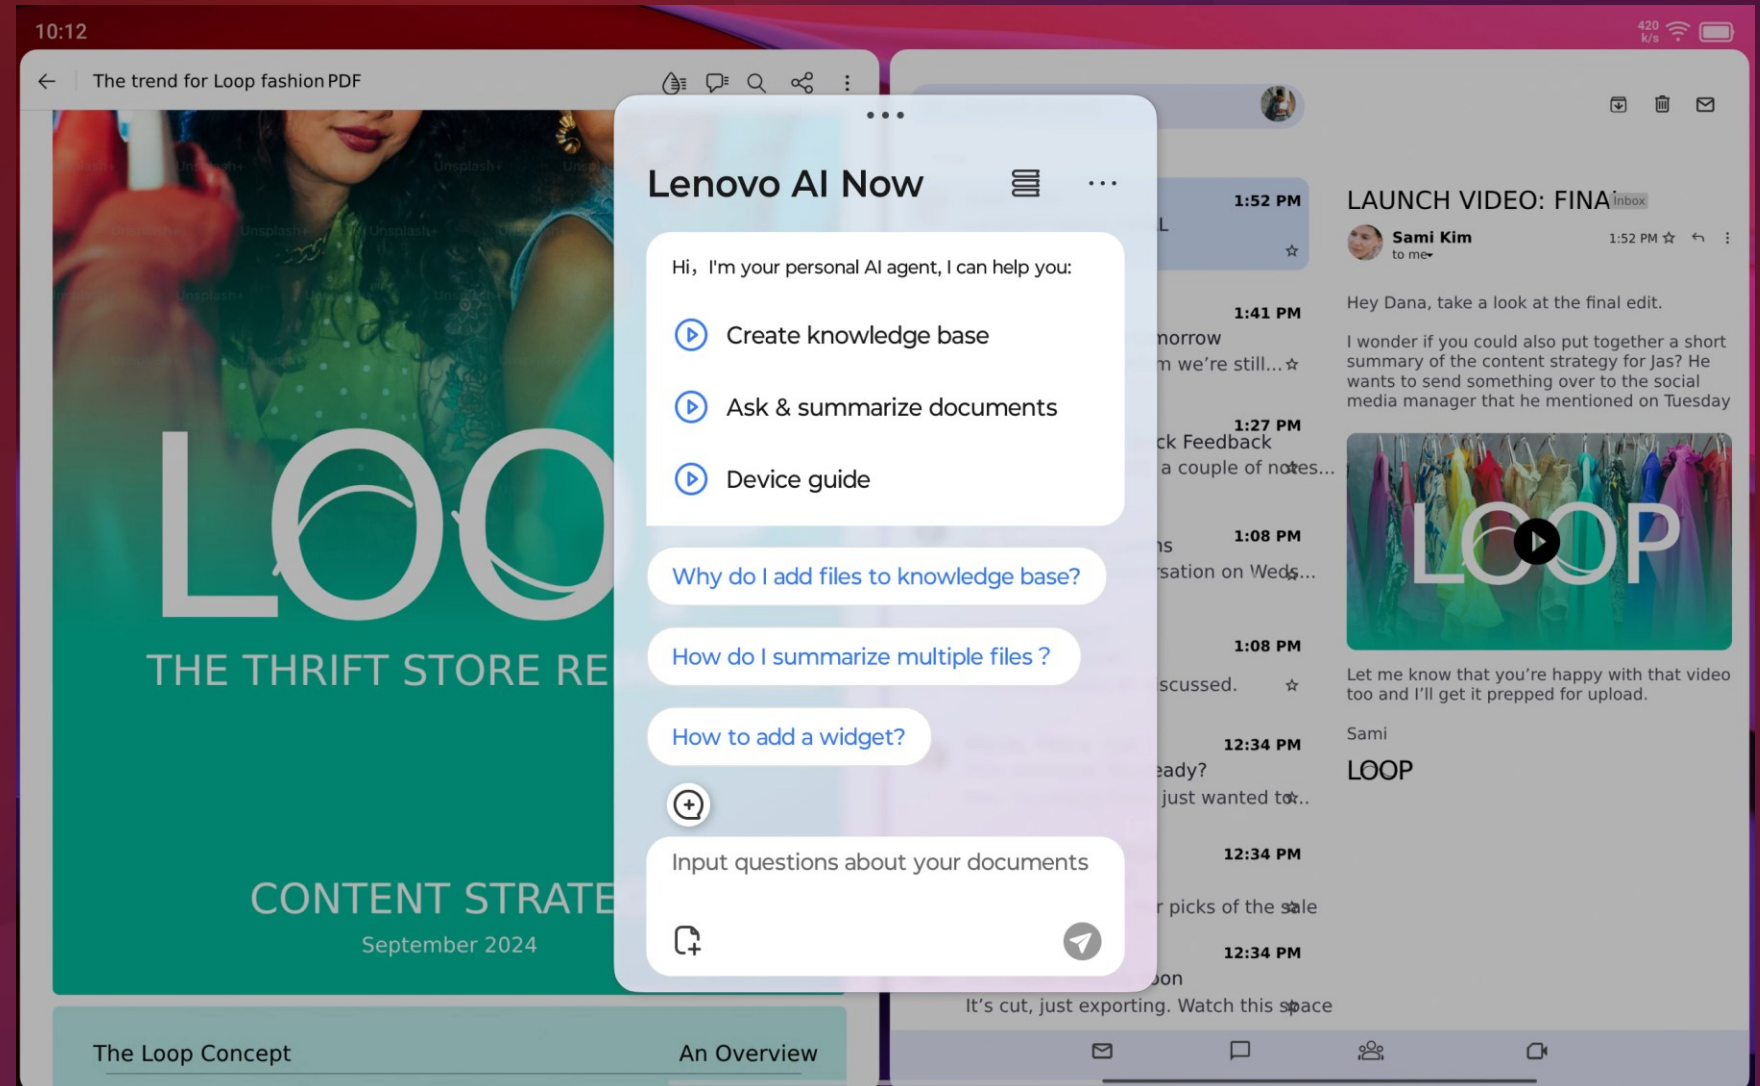 10:12
420
k/s
The trend for Loop fashion PDF
Unsplash+
Unsplash+
Unsplash+
Unsplash+
LOO
THE THRIFT STORE RE
CONTENT STRATE
September 2024
The Loop Concept
An Overview
Lenovo AI Now
Hi, I'm your personal AI agent, I can help you:
Create knowledge base
Ask & summarize documents
Device guide
Why do I add files to knowledge base?
How do I summarize multiple files ?
How to add a widget?
Input questions about your documents
1:52 PM
L
1:41 PM
morrow
m we're still...
1:27 PM
ck Feedback
a couple of notes...
1:08 PM
ns
sation on Weds...
1:08 PM
scussed.
12:34 PM
eady?
just wanted to...
12:34 PM
r picks of the sale
12:34 PM
oon
It's cut, just exporting. Watch this space
LAUNCH VIDEO: FINAL
Inbox
Sami Kim
1:52 PM
to me
Hey Dana, take a look at the final edit.
I wonder if you could also put together a short
summary of the content strategy for Jas? He
wants to send something over to the social
media manager that he mentioned on Tuesday
LOOP
Let me know that you're happy with that video
too and I'll get it prepped for upload.
Sami
LOOP